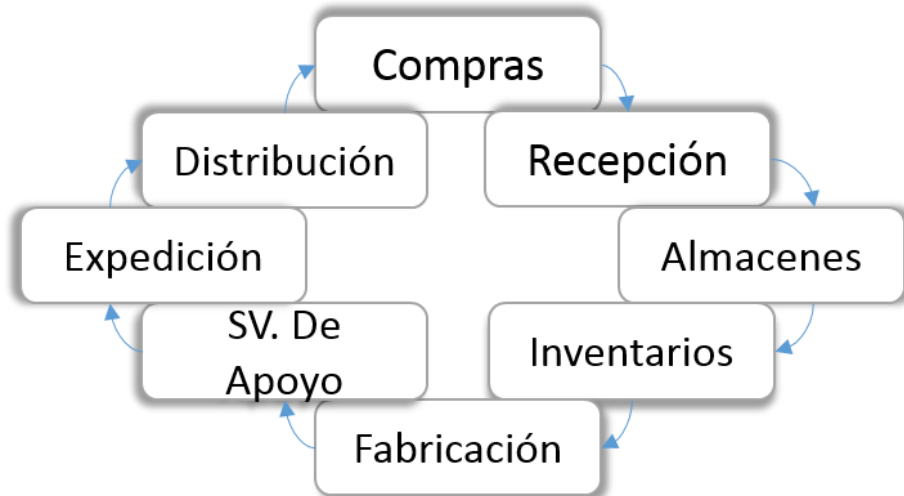 Compras
Recepción
Almacenes
Inventarios
Fabricación
SV. De
Apoyo
Expedición
Distribución